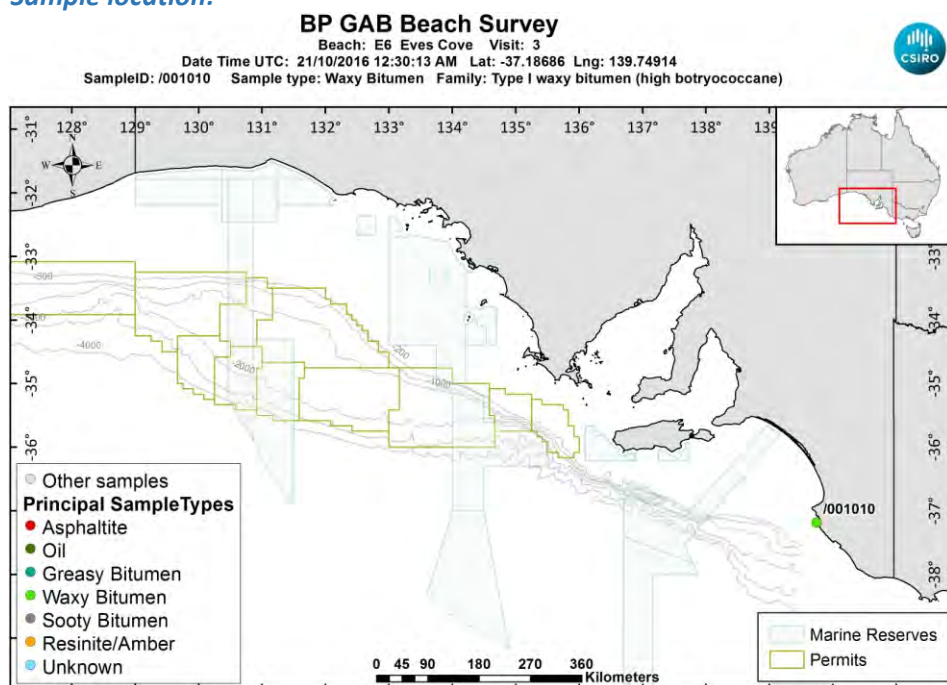 Sample location:
BP GAB Beach Survey
Beach: E6 Eves Cove Visit: 3
Date Time UTC: 21/10/2016 12:30:13 AM Lat: -37.18686 Lng: 139.74914
SampleID: /001010 Sample type: Waxy Bitumen Family: Type I waxy bitumen (high botryococcane)
CSIRO
128° 129° 130° 131° 132° 133° 134° 135° 136° 137° 138° 139
-31°
-32°
-33°
-34°
-35°
-36°
-31°
-32°
-33°
-34°
-35°
-36°
-37°
-38°
N
W E
S
-4000
-2000
-200
-1000
/001010
Other samples
Principal SampleTypes
Asphaltite
Oil
Greasy Bitumen
Waxy Bitumen
Sooty Bitumen
Resinite/Amber
Unknown
0 45 90 180 270 360
Kilometers
Marine Reserves
Permits